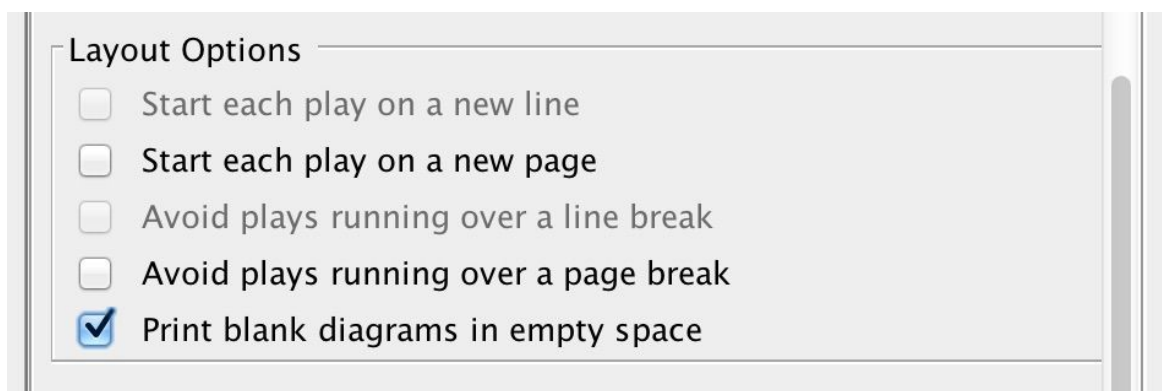 Layout Options
Start each play on a new line
Start each play on a new page
Avoid plays running over a line break
Avoid plays running over a page break
Print blank diagrams in empty space